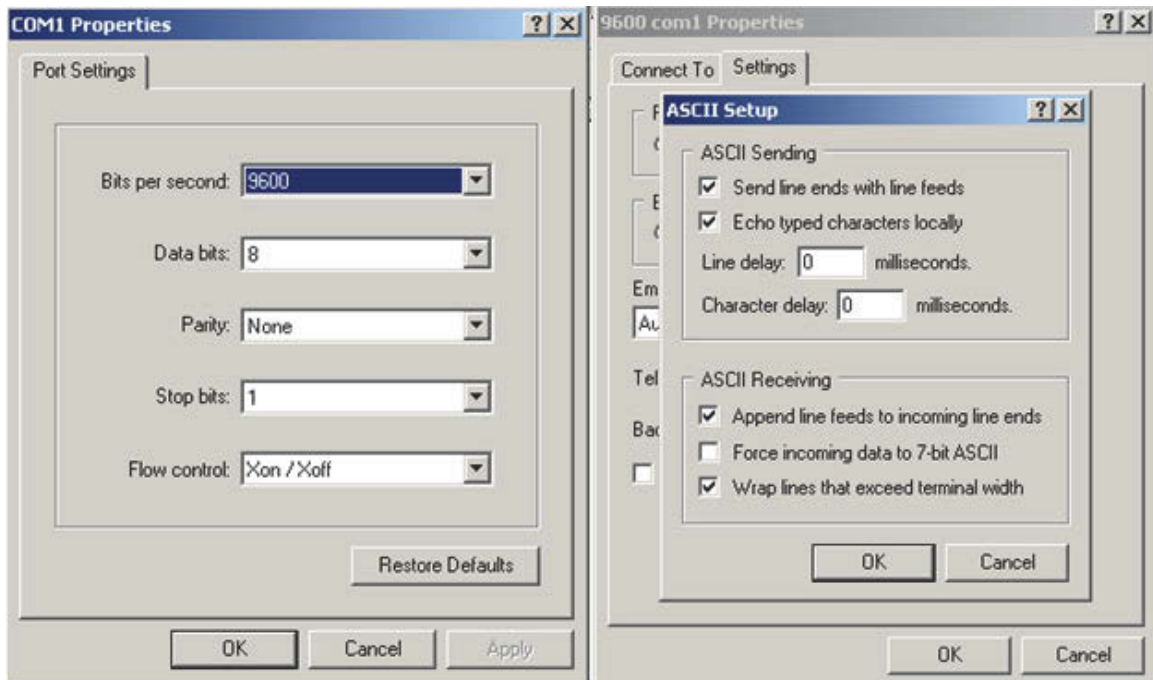 COM1 Properties
Port Settings
Bits per second: 9600
Data bits: 8
Parity: None
Stop bits: 1
Flow control: Xon / Xoff
Restore Defaults
OK Cancel Apply
9600 com1 Properties
Connect To Settings
ASCII Setup
ASCII Sending
Send line ends with line feeds
Echo typed characters locally
Line delay: 0 milliseconds.
Character delay: 0 milliseconds.
Em
Au
Tel
ASCII Receiving
Append line feeds to incoming line ends
Bac
Force incoming data to 7-bit ASCII
Wrap lines that exceed terminal width
OK Cancel
OK Cancel